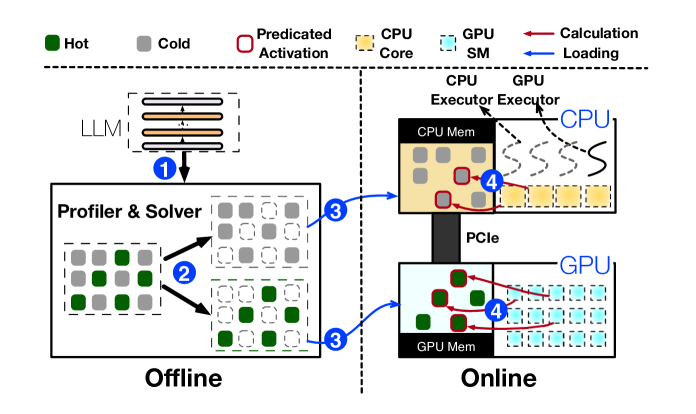 Hot
Cold
Predicated
Activation
CPU
Core
GPU
SM
Calculation
Loading
LLM
1
Profiler & Solver
2
3
3
Offline
CPU
Executor
GPU
Executor
CPU Mem
CPU
4
PCIe
GPU
4
GPU Mem
Online